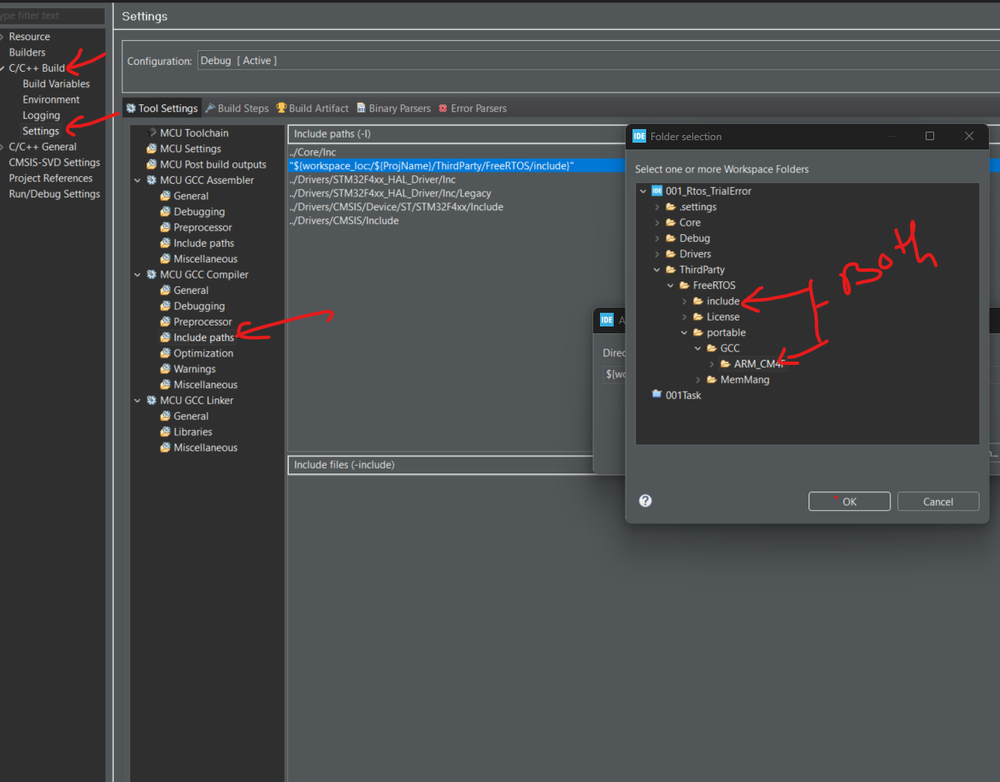 type filter text
Resource
Builders
C/C++ Build
Build Variables
Environment
Logging
Settings
C/C++ General
CMSIS-SVD Settings
Project References
Run/Debug Settings
Settings
Configuration:
Debug [ Active ]
Tool Settings
Build Steps
Build Artifact
Binary Parsers
Error Parsers
MCU Toolchain
MCU Settings
MCU Post build outputs
MCU GCC Assembler
General
Debugging
Preprocessor
Include paths
Miscellaneous
MCU GCC Compiler
General
Debugging
Preprocessor
Include paths
Optimization
Warnings
Miscellaneous
MCU GCC Linker
General
Libraries
Miscellaneous
Include paths (-I)
../Core/Inc
"${workspace_loc:/${ProjName}/ThirdParty/FreeRTOS/include}"
../Drivers/STM32F4xx_HAL_Driver/Inc
../Drivers/STM32F4xx_HAL_Driver/Inc/Legacy
../Drivers/CMSIS/Device/ST/STM32F4xx/Include
../Drivers/CMSIS/Include
Include files (-include)
IDE A
Direc
${wo
IDE Folder selection
Select one or more Workspace Folders
IDE 001_Rtos_TrialError
.settings
Core
Debug
Drivers
ThirdParty
FreeRTOS
include
License
portable
GCC
ARM_CM4F
MemMang
001Task
Both
?
OK
Cancel